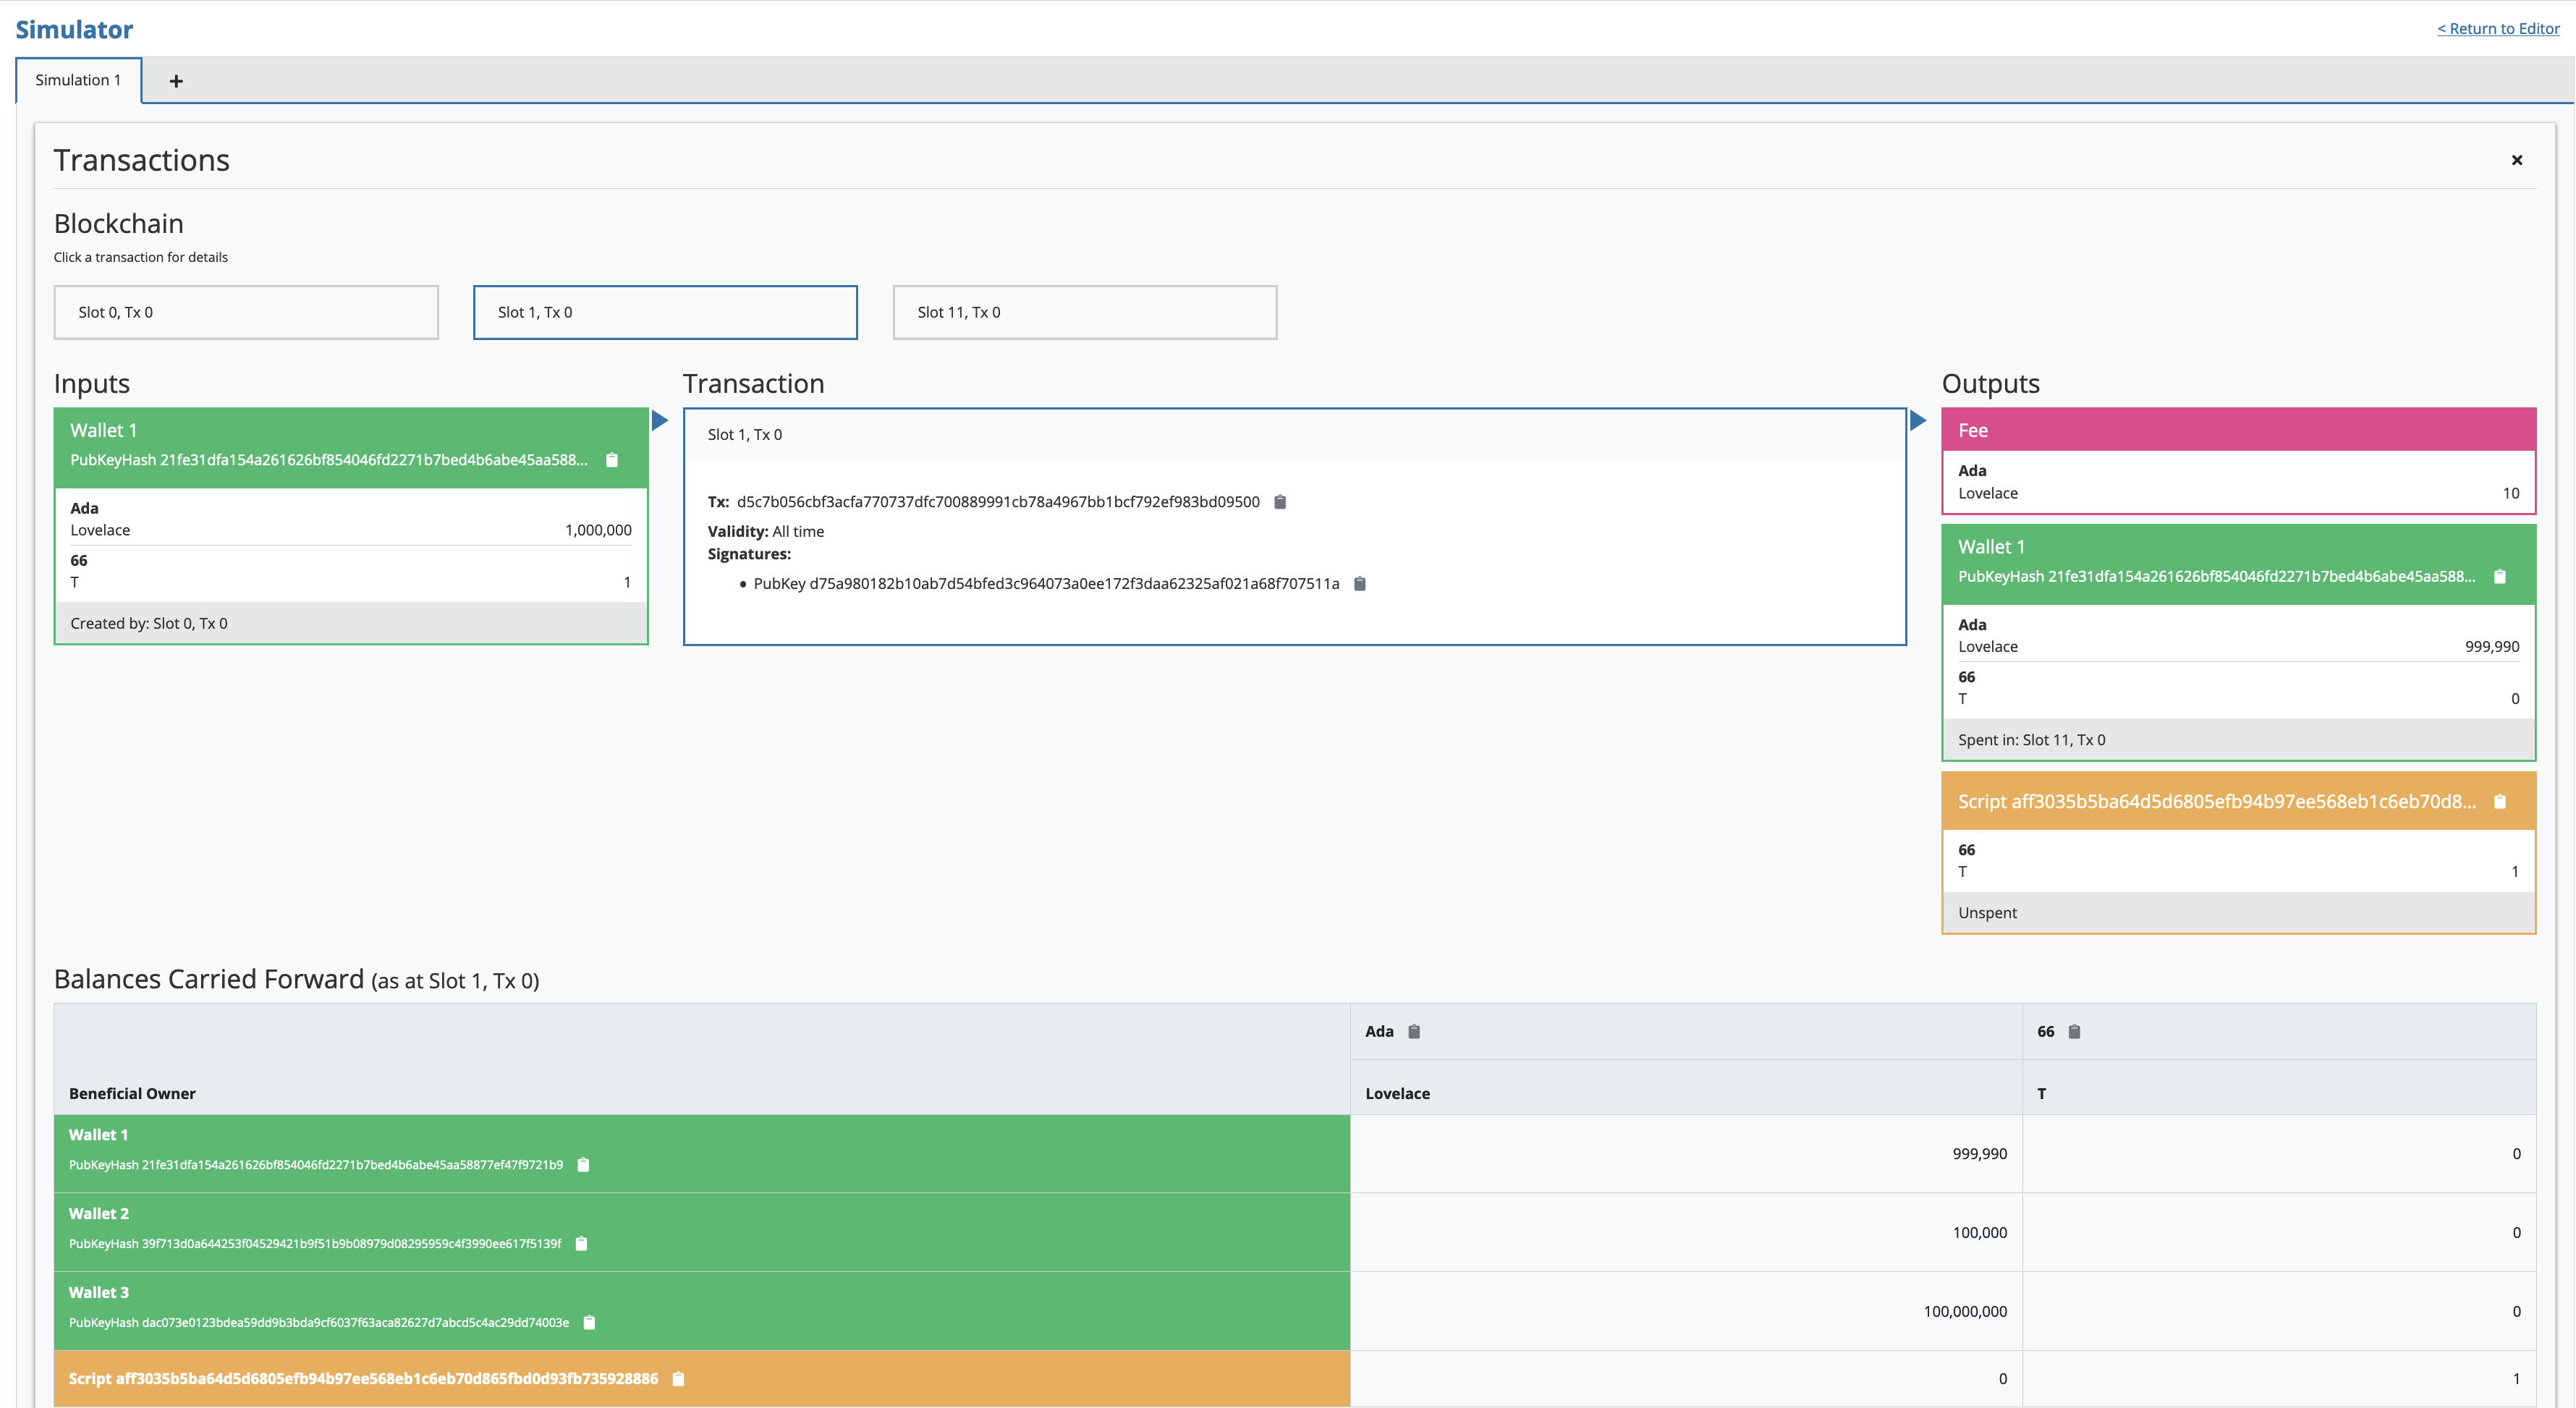 Simulator
< Return to Editor
Simulation 1
+
Transactions
Blockchain
Click a transaction for details
Slot 0, Tx 0
Slot 1, Tx 0
Slot 11, Tx 0
Inputs
Wallet 1
PubKeyHash 21fe31dfa154a261626bf854046fd2271b7bed4b6abe45aa588...
Ada
Lovelace 1,000,000
66
T 1
Created by: Slot 0, Tx 0
Transaction
Slot 1, Tx 0
Tx: d5c7b056cbf3acfa770737dfc700889991cb78a4967bb1bcf792ef983bd09500
Validity: All time
Signatures:
• PubKey d75a980182b10ab7d54bfed3c964073a0ee172f3daa62325af021a68f707511a
Outputs
Fee
Ada
Lovelace 10
Wallet 1
PubKeyHash 21fe31dfa154a261626bf854046fd2271b7bed4b6abe45aa588...
Ada
Lovelace 999,990
66
T 0
Spent in: Slot 11, Tx 0
Script aff3035b5ba64d5d6805efb94b97ee568eb1c6eb70d8...
66
T 1
Unspent
Balances Carried Forward (as at Slot 1, Tx 0)
Ada 66
Beneficial Owner Lovelace T
Wallet 1
PubKeyHash 21fe31dfa154a261626bf854046fd2271b7bed4b6abe45aa58877ef47f9721b9
999,990 0
Wallet 2
PubKeyHash 39f713d0a644253f04529421b9f51b9b08979d08295959c4f3990ee617f5139f
100,000 0
Wallet 3
PubKeyHash dac073e0123bdea59dd9b3bda9cf6037f63aca82627d7abcd5c4ac29dd74003e
100,000,000 0
Script aff3035b5ba64d5d6805efb94b97ee568eb1c6eb70d865fbd0d93fb735928886 0 1